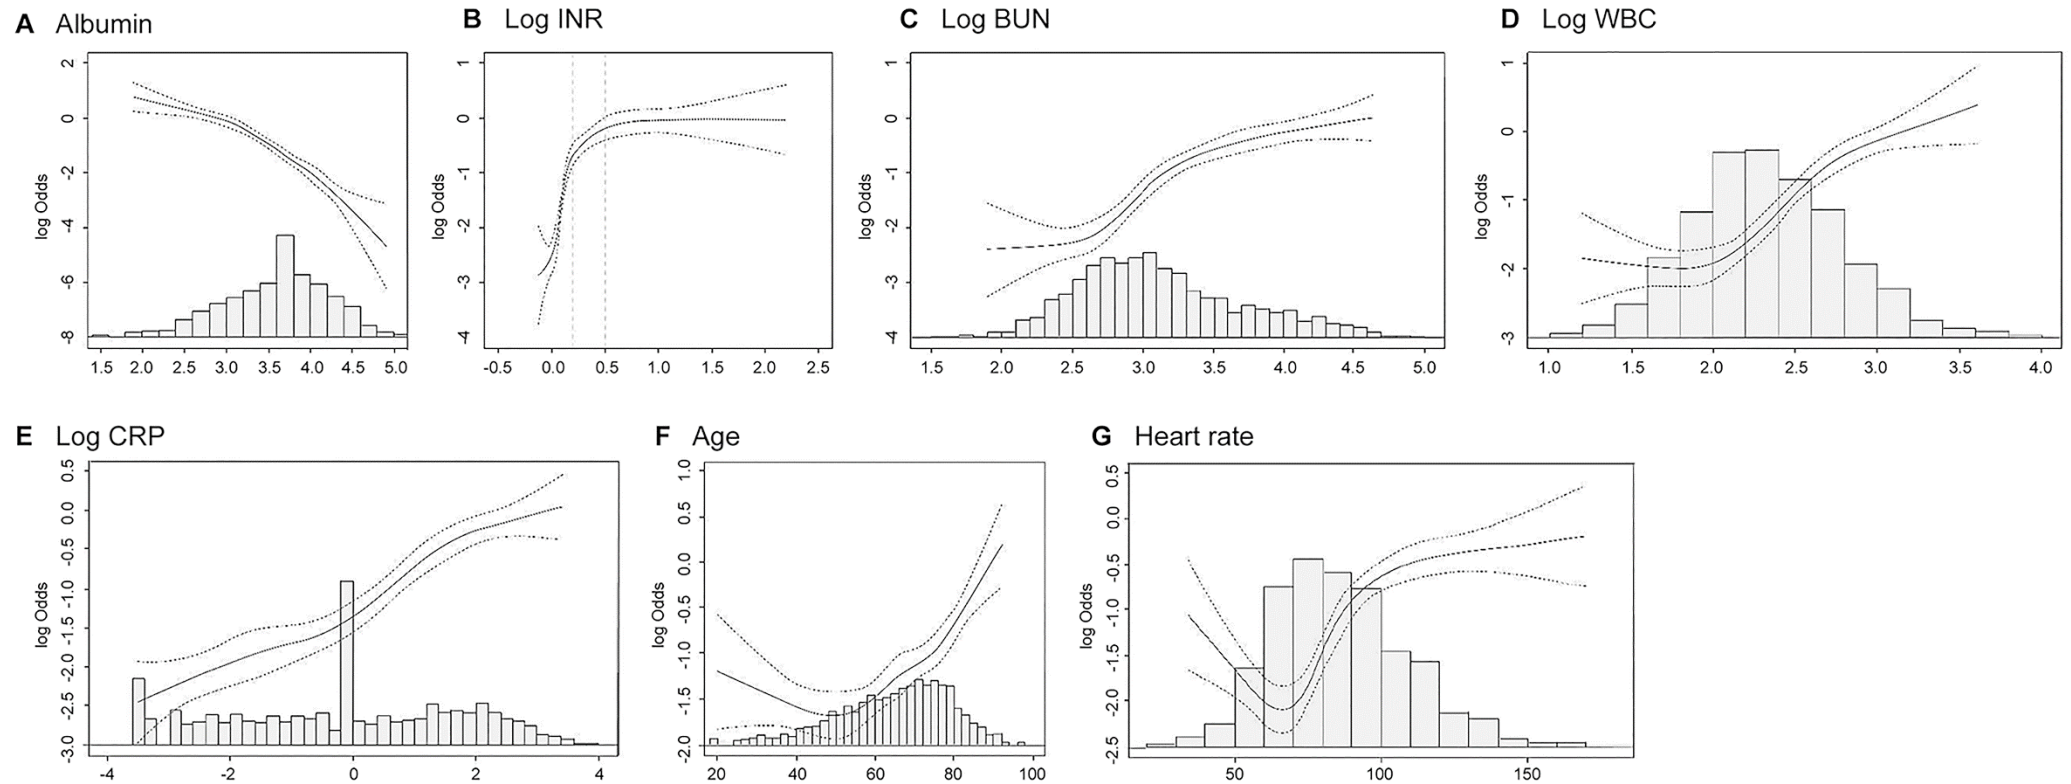 A Albumin
2
0
-2
-4
-6
-8
log Odds
1.5 2.0 2.5 3.0 3.5 4.0 4.5 5.0
B Log INR
1
0
-1
-2
-3
-4
log Odds
-0.5 0.0 0.5 1.0 1.5 2.0 2.5
C Log BUN
1
0
-1
-2
-3
-4
log Odds
1.5 2.0 2.5 3.0 3.5 4.0 4.5 5.0
D Log WBC
1
0
-1
-2
-3
log Odds
1.0 1.5 2.0 2.5 3.0 3.5 4.0
E Log CRP
0.5
0.0
-0.5
-1.0
-1.5
-2.0
-2.5
-3.0
log Odds
-4 -2 0 2 4
F Age
1.0
0.5
0.0
-0.5
-1.0
-1.5
-2.0
log Odds
20 40 60 80 100
G Heart rate
0.5
0.0
-0.5
-1.0
-1.5
-2.0
-2.5
log Odds
50 100 150